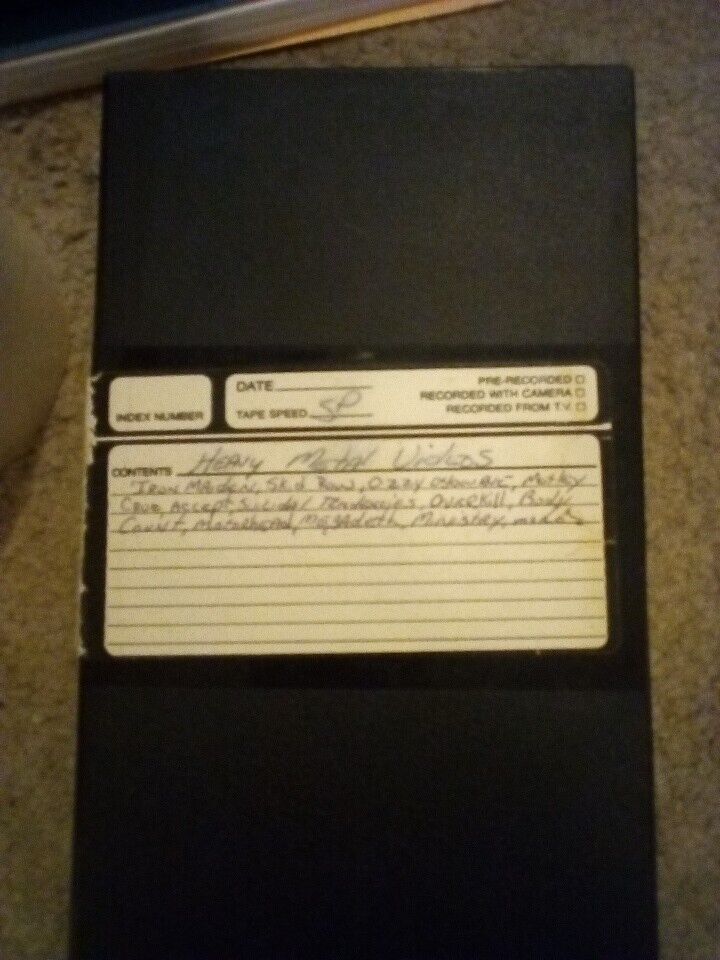 INDEX NUMBER
DATE
TAPE SPEED SP
PRE-RECORDED
RECORDED WITH CAMERA
RECORDED FROM T.V.
CONTENTS Heavy Metal Videos
Iron Maiden, Skid Row, Ozzy Motley
Crue, Accept, Suicidal Tendencies, Overkill, Body
Count, Motorhead, Megadeth, Ministry,